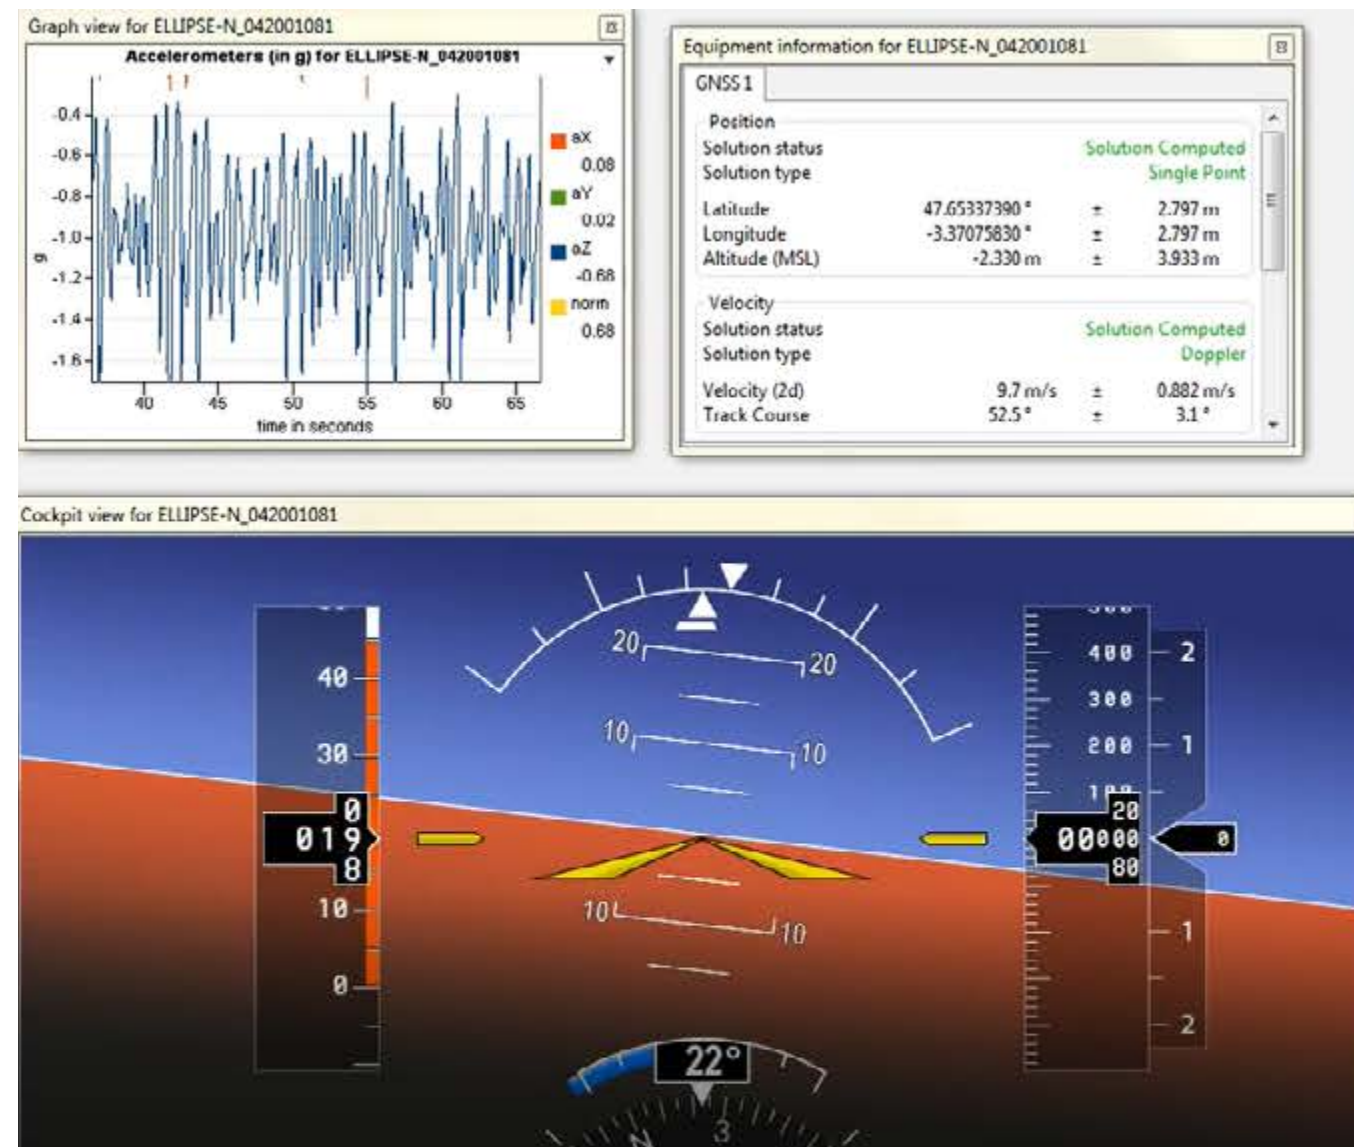 Graph view for ELLIPSE-N_042001081
Accelerometers (in g) for ELLIPSE-N_042001081
-0.4
-0.6
-0.8
-1.0
-1.2
-1.4
-1.6
g
40 45 50 55 60 65
time in seconds
aX
0.08
aY
0.02
aZ
-0.68
norm
0.68
Equipment information for ELLIPSE-N_042001081
GNSS 1
Position
Solution status Solution Computed
Solution type Single Point
Latitude 47.65337390 ° ± 2.797 m
Longitude -3.37075830 ° ± 2.797 m
Altitude (MSL) -2.330 m ± 3.933 m
Velocity
Solution status Solution Computed
Solution type Doppler
Velocity (2d) 9.7 m/s ± 0.882 m/s
Track Course 52.5 ° ± 3.1 °
Cockpit view for ELLIPSE-N_042001081
40
30
0
019
8
10
0
20 20
10 10
10 10
400
300
200
100
20
00000
80
2
1
0
1
2
22°
N 3